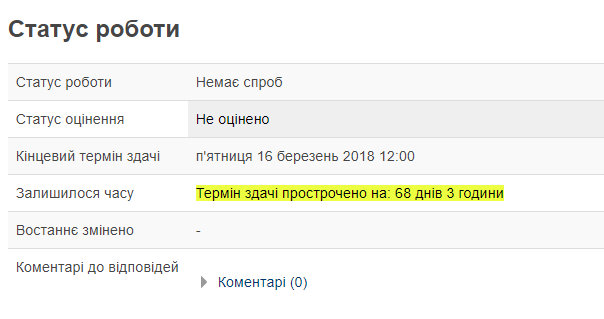 Статус роботи
Статус роботи Немає спроб
Статус оцінення Не оцінено
Кінцевий термін здачі п'ятниця 16 березень 2018 12:00
Залишилося часу Термін здачі прострочено на: 68 днів 3 години
Востаннє змінено -
Коментарі до відповідей Коментарі (0)